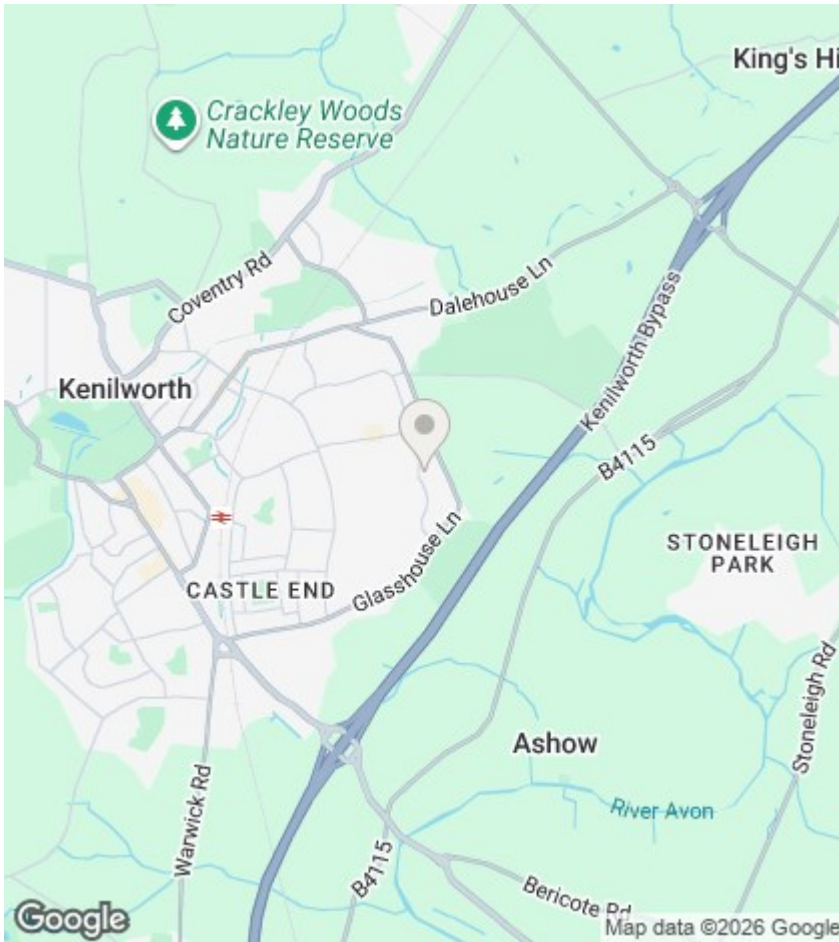 King's Hi
Crackley Woods
Nature Reserve
Coventry Rd
Dalehouse Ln
Kenilworth
Kenilworth Bypass
B4115
STONELEIGH
PARK
CASTLE END
Glasshouse Ln
Stoneleigh Rd
Ashow
River Avon
Warwick Rd
B4115
Bericote Rd
Google
Map data ©2026 Google